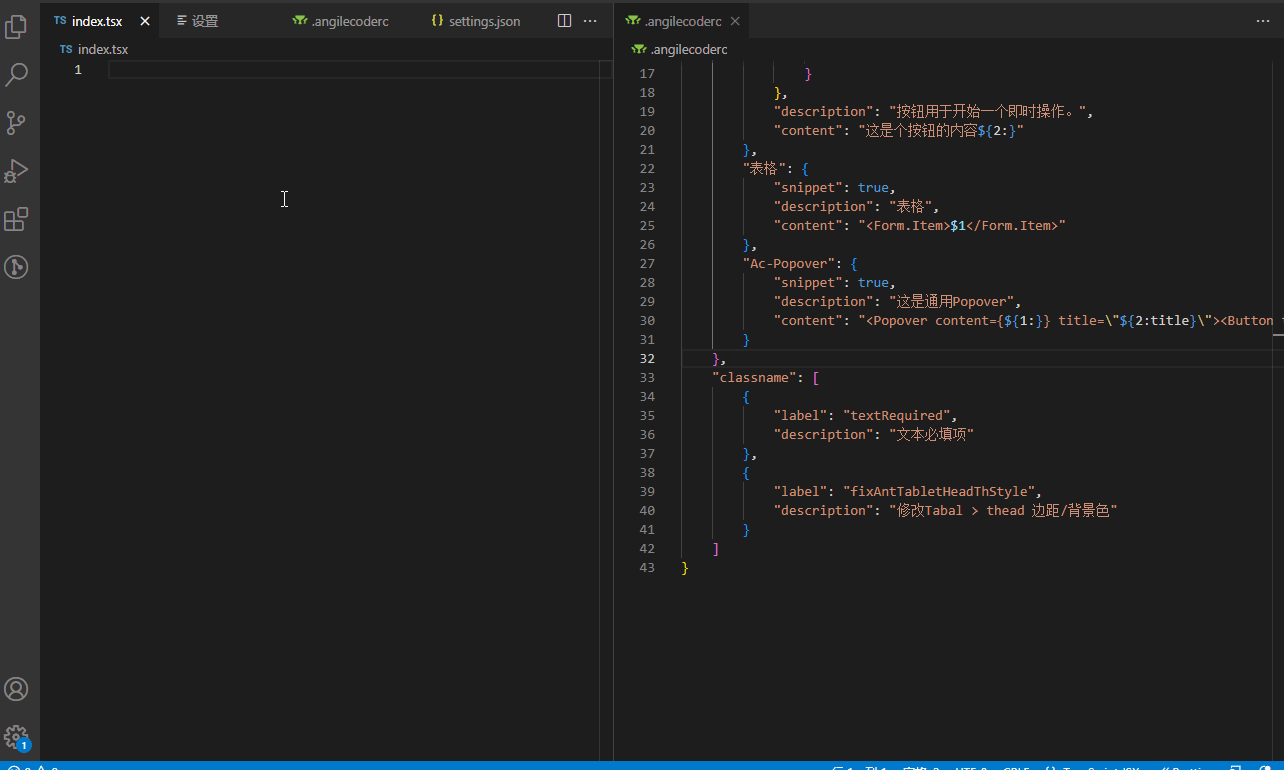 TS index.tsx
设置
.angilecoderc
{} settings.json
TS index.tsx
1
.angilecoderc
.angilecoderc
17 }
18 },
19 "description": "按钮用于开始一个即时操作。",
20 "content": "这是个按钮的内容${2:}"
21 },
22 "表格": {
23 "snippet": true,
24 "description": "表格",
25 "content": "<Form.Item>$1</Form.Item>"
26 },
27 "Ac-Popover": {
28 "snippet": true,
29 "description": "这是通用Popover",
30 "content": "<Popover content={${1:}} title=\"${2:title}\"><Button
31 }
32 },
33 "classname": [
34 {
35 "label": "textRequired",
36 "description": "文本必填项"
37 },
38 {
39 "label": "fixAntTabletHeadThStyle",
40 "description": "修改Tabal > thead 边距/背景色"
41 }
42 ]
43 }
1